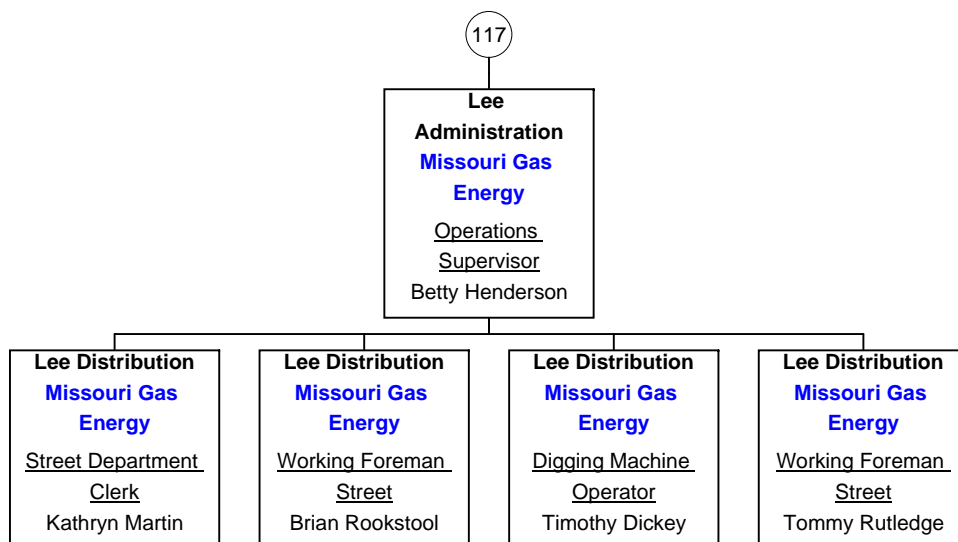 117
Lee
Administration
Missouri Gas
Energy
Operations
Supervisor
Betty Henderson
Lee Distribution
Missouri Gas
Energy
Street Department
Clerk
Kathryn Martin
Lee Distribution
Missouri Gas
Energy
Working Foreman
Street
Brian Rookstool
Lee Distribution
Missouri Gas
Energy
Digging Machine
Operator
Timothy Dickey
Lee Distribution
Missouri Gas
Energy
Working Foreman
Street
Tommy Rutledge